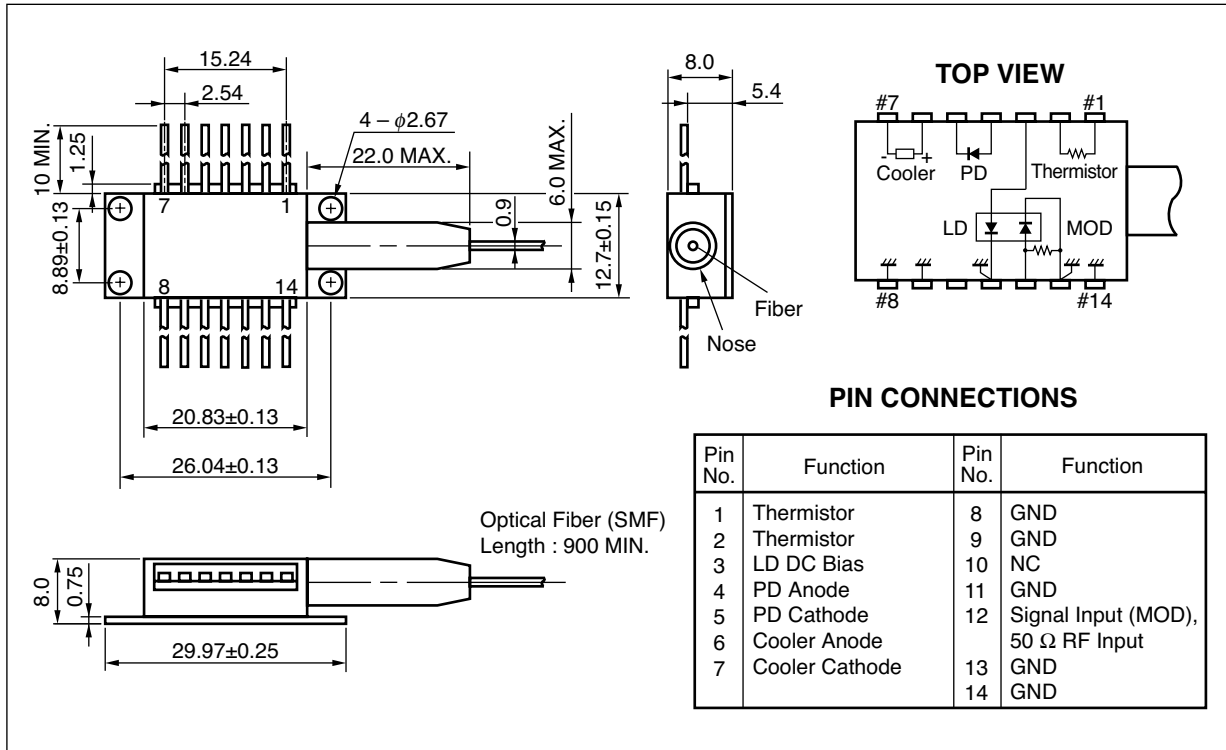 15.24
2.54
10 MIN.
1.25
4 – ϕ2.67
22.0 MAX.
6.0 MAX.
0.9
12.7±0.15
8.89±0.13
7
1
8
14
20.83±0.13
26.04±0.13
8.0
5.4
Fiber
Nose
TOP VIEW
#7
#1
- +
Cooler
PD
Thermistor
LD
MOD
#8
#14
Optical Fiber (SMF)
Length : 900 MIN.
8.0
0.75
29.97±0.25
PIN CONNECTIONS
Pin No. Function Pin No. Function
1 Thermistor 8 GND
2 Thermistor 9 GND
3 LD DC Bias 10 NC
4 PD Anode 11 GND
5 PD Cathode 12 Signal Input (MOD),
6 Cooler Anode 50 Ω RF Input
7 Cooler Cathode 13 GND
14 GND